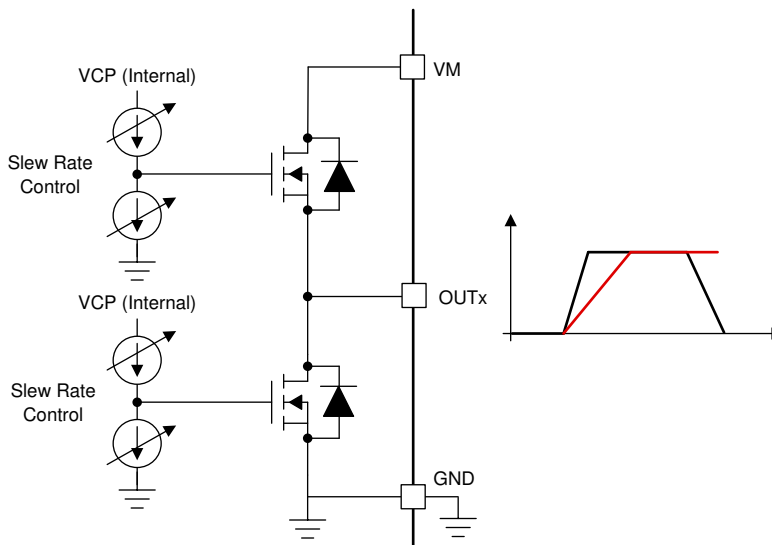 VM
VCP (Internal)
Slew Rate
Control
OUTx
VCP (Internal)
Slew Rate
Control
GND